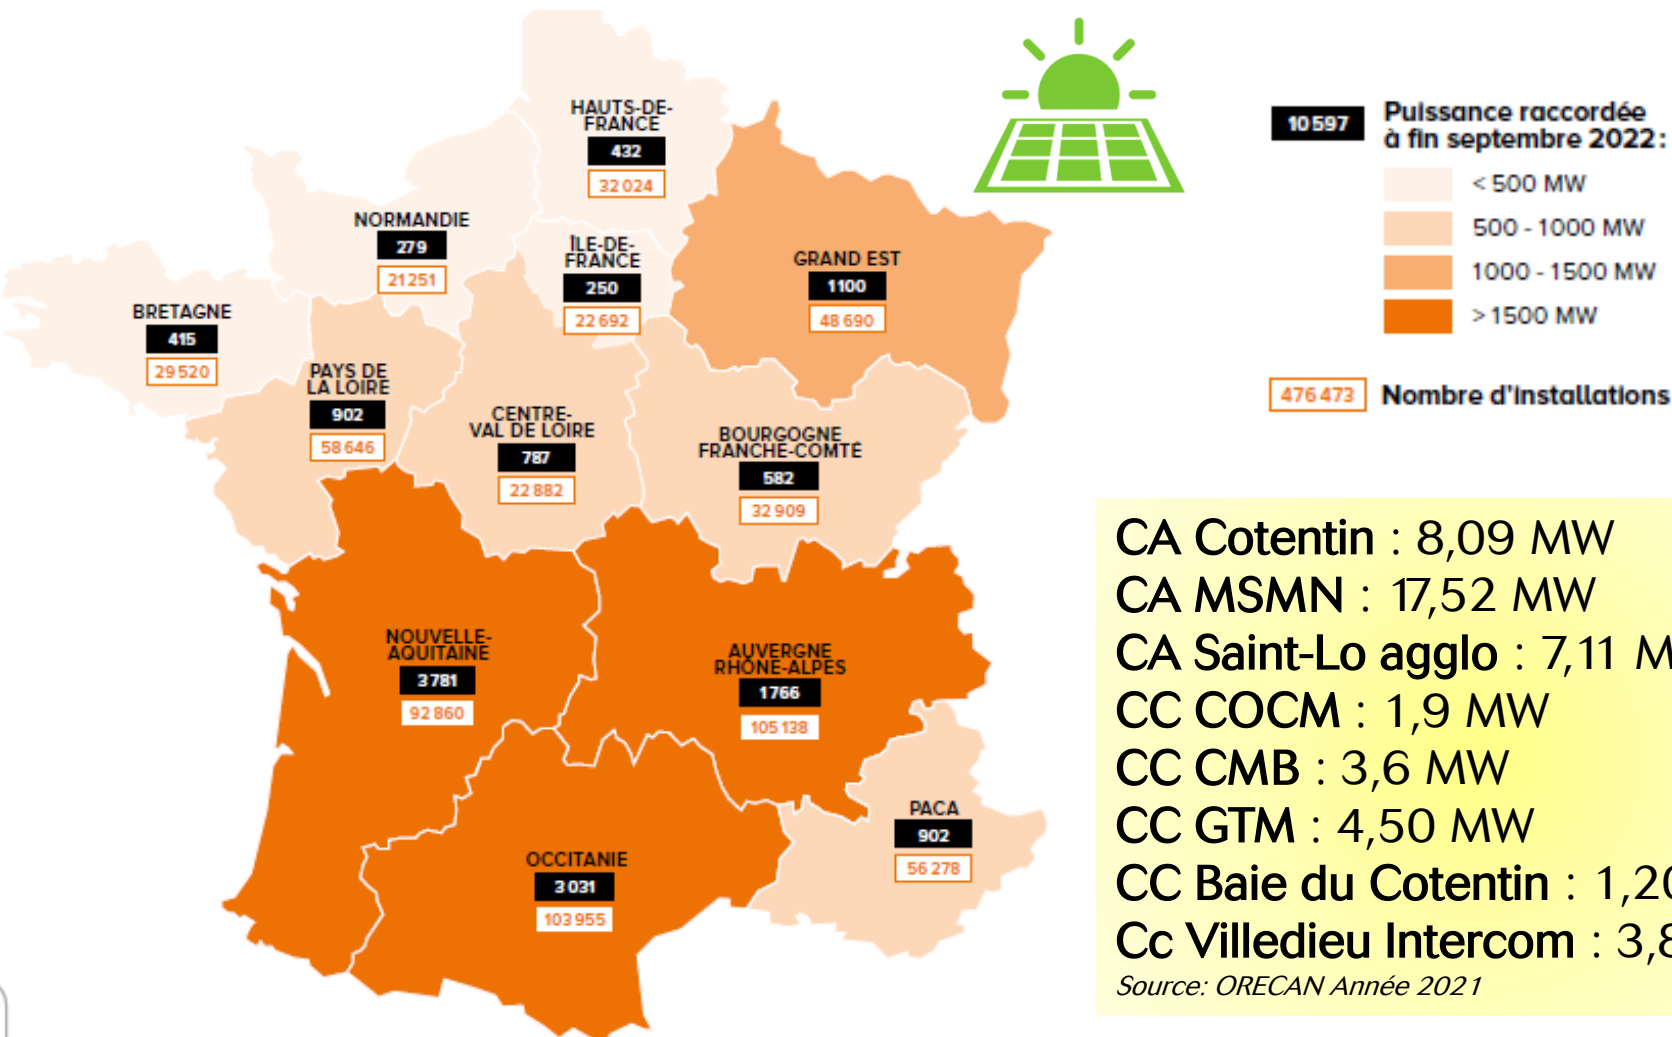 HAUTS-DE-
FRANCE
432
32 024
NORMANDIE
279
21 251
ÎLE-DE-
FRANCE
250
22 692
GRAND EST
1100
48 690
BRETAGNE
415
29 520
PAYS DE
LA LOIRE
902
58 646
CENTRE-
VAL DE LOIRE
787
22 882
BOURGOGNE
FRANCHE-COMTÉ
582
32 909
NOUVELLE-
AQUITAINE
3 781
92 860
AUVERGNE
RHÔNE-ALPES
1766
105 138
PACA
902
56 278
OCCITANIE
3 031
103 955
10 597
Puissance raccordée
à fin septembre 2022 :
< 500 MW
500 - 1000 MW
1000 - 1500 MW
> 1500 MW
476 473 Nombre d'installations
CA Cotentin : 8,09 MW
CA MSMN : 17,52 MW
CA Saint-Lo agglo : 7,11 M
CC COCM : 1,9 MW
CC CMB : 3,6 MW
CC GTM : 4,50 MW
CC Baie du Cotentin : 1,20
Cc Villedieu Intercom : 3,8
Source: ORECAN Année 2021